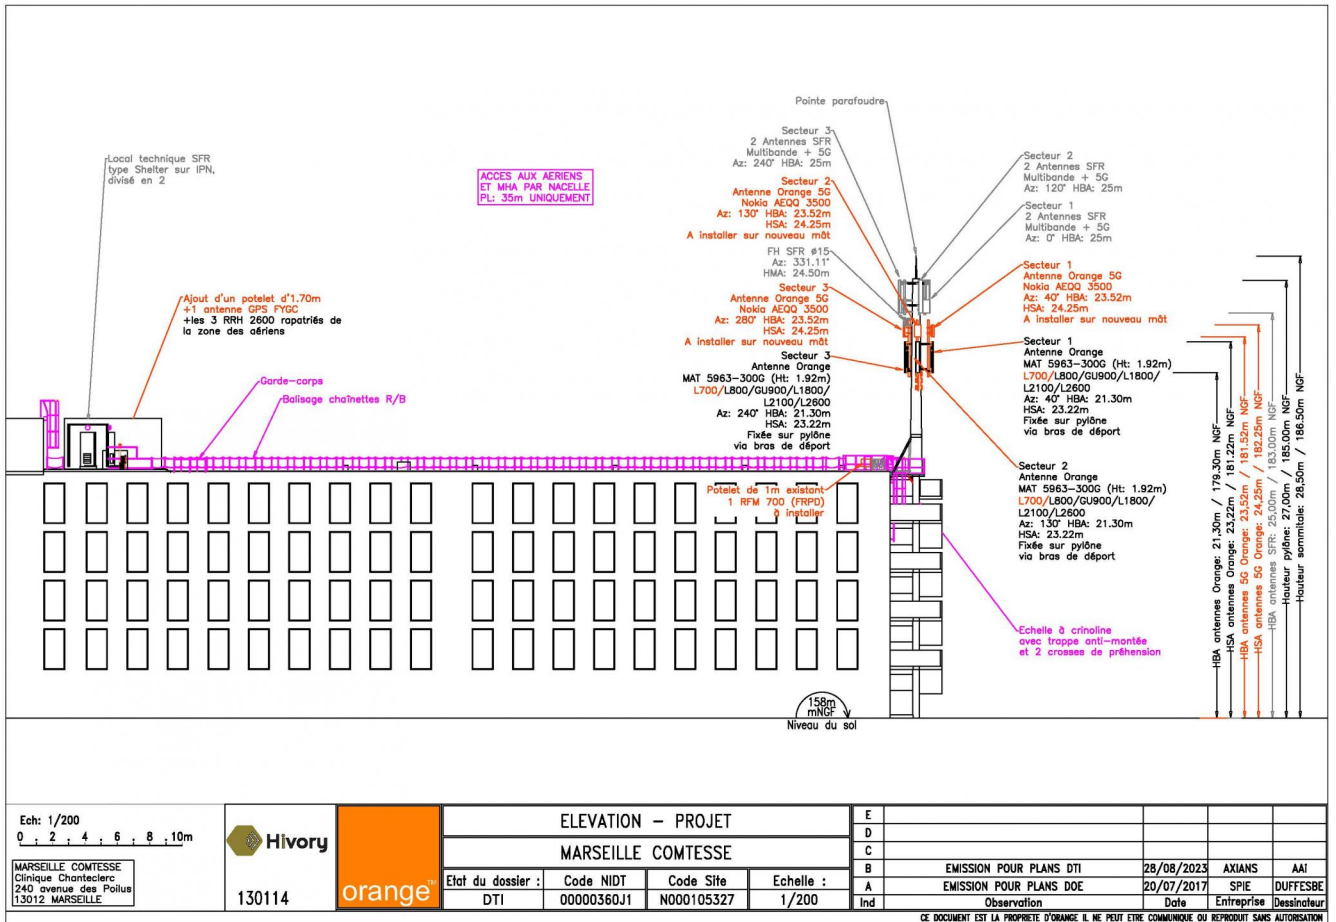 Pointe parafoudre
Secteur 3
2 Antennes SFR
Multibande + 5G
Az: 240° HBA: 25m
Secteur 2
Antenne Orange 5G
Nokia AEQQ 3500
Az: 130° HBA: 23.52m
HSA: 24.25m
A installer sur nouveau mât
FH SFR ø15
Az: 331.11°
HMA: 24.50m
Secteur 3
Antenne Orange 5G
Nokia AEQQ 3500
Az: 280° HBA: 23.52m
HSA: 24.25m
A installer sur nouveau mât
Secteur 3
Antenne Orange
MAT 5963-300G (Ht: 1.92m)
L700/L800/GU900/L1800/
L2100/L2600
Az: 240° HBA: 21.30m
HSA: 23.22m
Fixée sur pylône
via bras de déport
Local technique SFR
type Shelter sur IPN,
divisé en 2
ACCES AUX AERIENS
ET MHA PAR NACELLE
PL: 35m UNIQUEMENT
Ajout d'un potelet d'1.70m
+1 antenne GPS FYGC
+les 3 RRH 2600 rapatriés de
la zone des aériens
Garde-corps
Balisage chaînettes R/B
Potelet de 1m existant
1 RFM 700 (FRPD)
à installer
Secteur 2
2 Antennes SFR
Multibande + 5G
Az: 120° HBA: 25m
Secteur 1
2 Antennes SFR
Multibande + 5G
Az: 0° HBA: 25m
Secteur 1
Antenne Orange 5G
Nokia AEQQ 3500
Az: 40° HBA: 23.52m
HSA: 24.25m
A installer sur nouveau mât
Secteur 1
Antenne Orange
MAT 5963-300G (Ht: 1.92m)
L700/L800/GU900/L1800/
L2100/L2600
Az: 40° HBA: 21.30m
HSA: 23.22m
Fixée sur pylône
via bras de déport
Secteur 2
Antenne Orange
MAT 5963-300G (Ht: 1.92m)
L700/L800/GU900/L1800/
L2100/L2600
Az: 130° HBA: 21.30m
HSA: 23.22m
Fixée sur pylône
via bras de déport
Echelle à crinoline
avec trappe anti-montée
et 2 crosses de préhension
HBA antennes Orange: 21,30m / 179.30m NGF
HSA antennes Orange: 23,22m / 181.22m NGF
HBA antennes 5G Orange: 23,52m / 181.52m NGF
HSA antennes 5G Orange: 24,25m / 182.25m NGF
HBA antennes SFR: 25,00m / 183.00m NGF
Hauteur pylône: 27,00m / 185.00m NGF
Hauteur sommitale: 28,50m / 186.50m NGF
158m
mNGF
Niveau du sol
Ech: 1/200
0 . 2 . 4 . 6 . 8 .10m
MARSEILLE COMTESSE
Clinique Chanteclerc
240 avenue des Poilus
13012 MARSEILLE
Hivory
130114
orange™
ELEVATION - PROJET
MARSEILLE COMTESSE
Etat du dossier : Code NIDT Code Site Echelle :
DTI 00000360J1 N000105327 1/200
E
D
C
B EMISSION POUR PLANS DTI 28/08/2023 AXIANS AAI
A EMISSION POUR PLANS DOE 20/07/2017 SPIE DUFFESBE
Ind Observation Date Entreprise Dessinateur
CE DOCUMENT EST LA PROPRIETE D'ORANGE IL NE PEUT ETRE COMMUNIQUE OU REPRODUIT SANS AUTORISATION